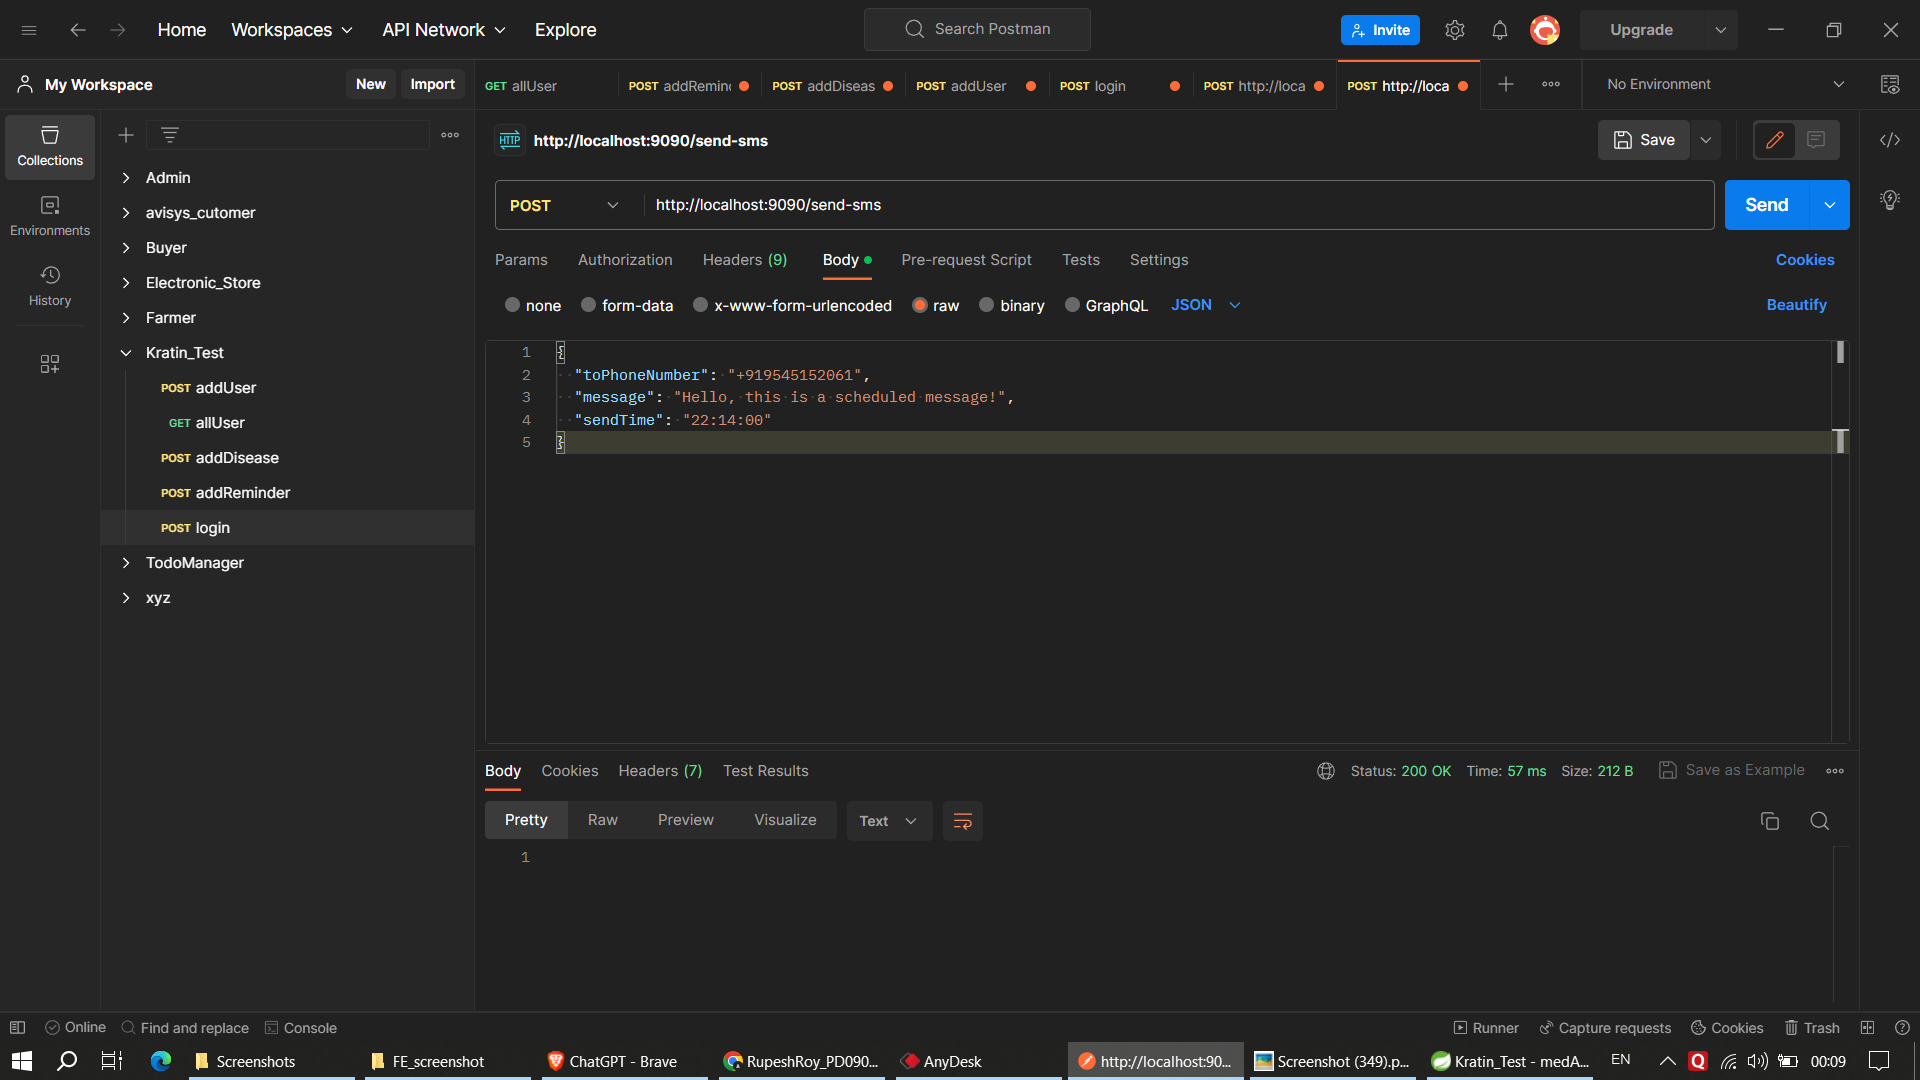 Home
Workspaces
API Network
Explore
Search Postman
Invite
Upgrade
My Workspace
New
Import
GET allUser
POST addRemin
POST addDiseas
POST addUser
POST login
POST http://loca
POST http://loca
No Environment
Collections
Environments
History
Admin
avisys_cutomer
Buyer
Electronic_Store
Farmer
Kratin_Test
POST addUser
GET allUser
POST addDisease
POST addReminder
POST login
TodoManager
xyz
HTTP http://localhost:9090/send-sms
Save
POST http://localhost:9090/send-sms
Send
Params
Authorization
Headers (9)
Body
Pre-request Script
Tests
Settings
Cookies
none
form-data
x-www-form-urlencoded
raw
binary
GraphQL
JSON
Beautify
1 {
2 "toPhoneNumber": "+919545152061",
3 "message": "Hello, this is a scheduled message!",
4 "sendTime": "22:14:00"
5 }
Body
Cookies
Headers (7)
Test Results
Status: 200 OK
Time: 57 ms
Size: 212 B
Save as Example
Pretty
Raw
Preview
Visualize
Text
1
Online
Find and replace
Console
Runner
Capture requests
Cookies
Trash
Screenshots
FE_screenshot
ChatGPT - Brave
RupeshRoy_PD090...
AnyDesk
http://localhost:90...
Screenshot (349).p...
Kratin_Test - medA...
EN
00:09